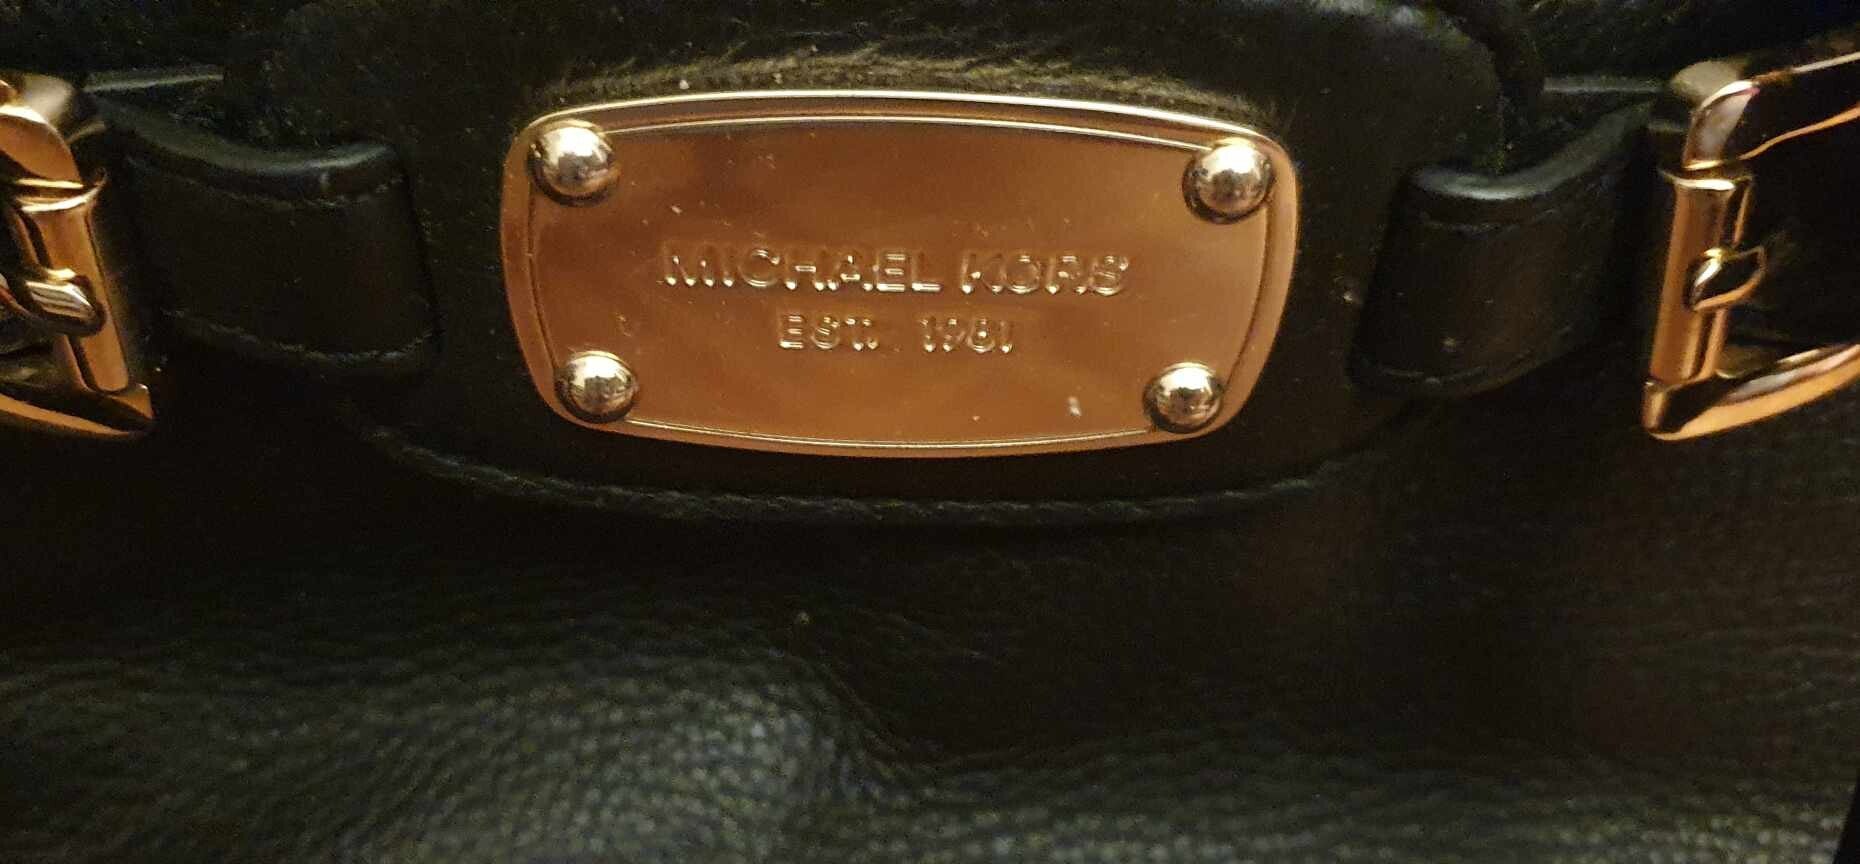 MICHAEL KORS
EST. 1981